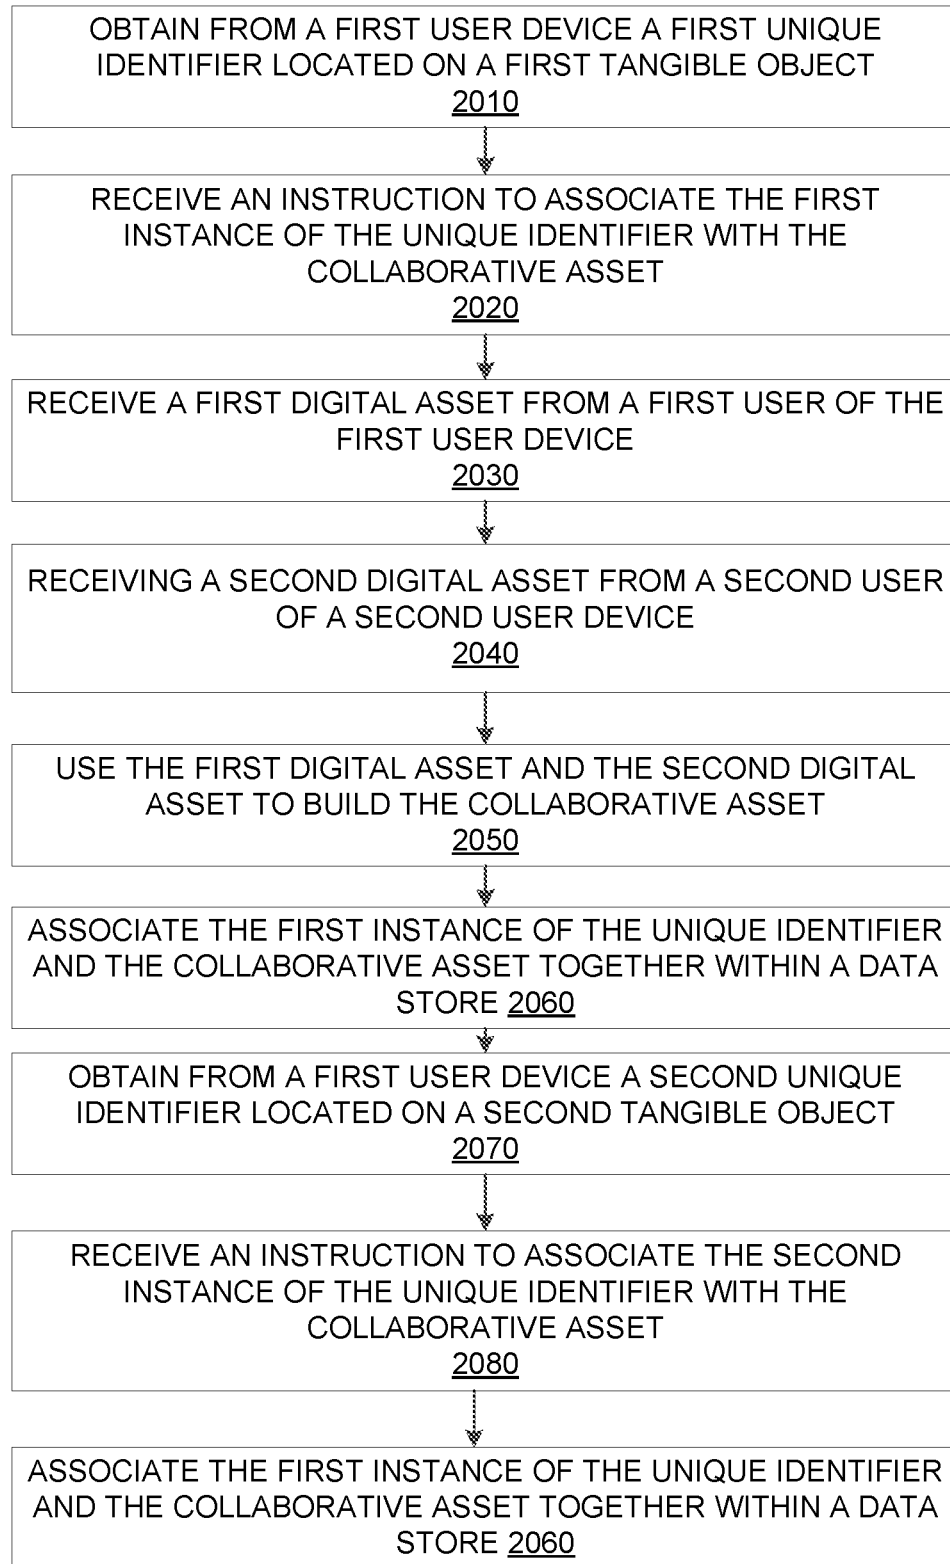 OBTAIN FROM A FIRST USER DEVICE A FIRST UNIQUE
IDENTIFIER LOCATED ON A FIRST TANGIBLE OBJECT
2010
RECEIVE AN INSTRUCTION TO ASSOCIATE THE FIRST
INSTANCE OF THE UNIQUE IDENTIFIER WITH THE
COLLABORATIVE ASSET
2020
RECEIVE A FIRST DIGITAL ASSET FROM A FIRST USER OF THE
FIRST USER DEVICE
2030
RECEIVING A SECOND DIGITAL ASSET FROM A SECOND USER
OF A SECOND USER DEVICE
2040
USE THE FIRST DIGITAL ASSET AND THE SECOND DIGITAL
ASSET TO BUILD THE COLLABORATIVE ASSET
2050
ASSOCIATE THE FIRST INSTANCE OF THE UNIQUE IDENTIFIER
AND THE COLLABORATIVE ASSET TOGETHER WITHIN A DATA
STORE 2060
OBTAIN FROM A FIRST USER DEVICE A SECOND UNIQUE
IDENTIFIER LOCATED ON A SECOND TANGIBLE OBJECT
2070
RECEIVE AN INSTRUCTION TO ASSOCIATE THE SECOND
INSTANCE OF THE UNIQUE IDENTIFIER WITH THE
COLLABORATIVE ASSET
2080
ASSOCIATE THE FIRST INSTANCE OF THE UNIQUE IDENTIFIER
AND THE COLLABORATIVE ASSET TOGETHER WITHIN A DATA
STORE 2060